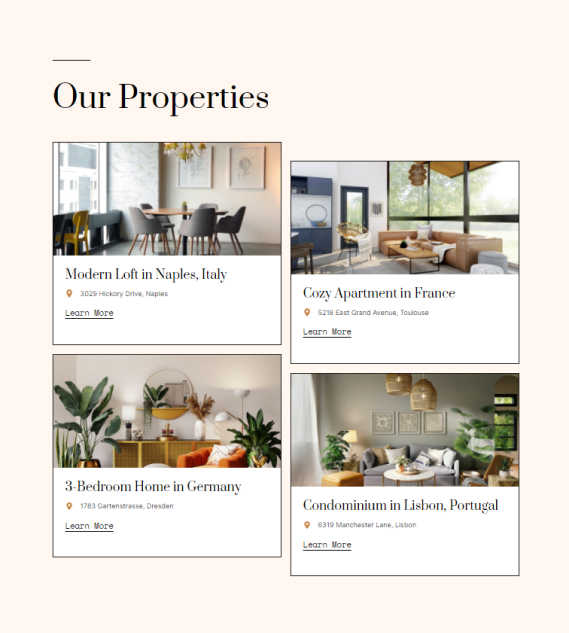 Our Properties
Modern Loft in Naples, Italy
3029 Hickory Drive, Naples
Learn More
Cozy Apartment in France
5216 East Grand Avenue, Toulouse
Learn More
3-Bedroom Home in Germany
1783 Gartenstrasse, Dresden
Learn More
Condominium in Lisbon, Portugal
6319 Manchester Lane, Lisbon
Learn More